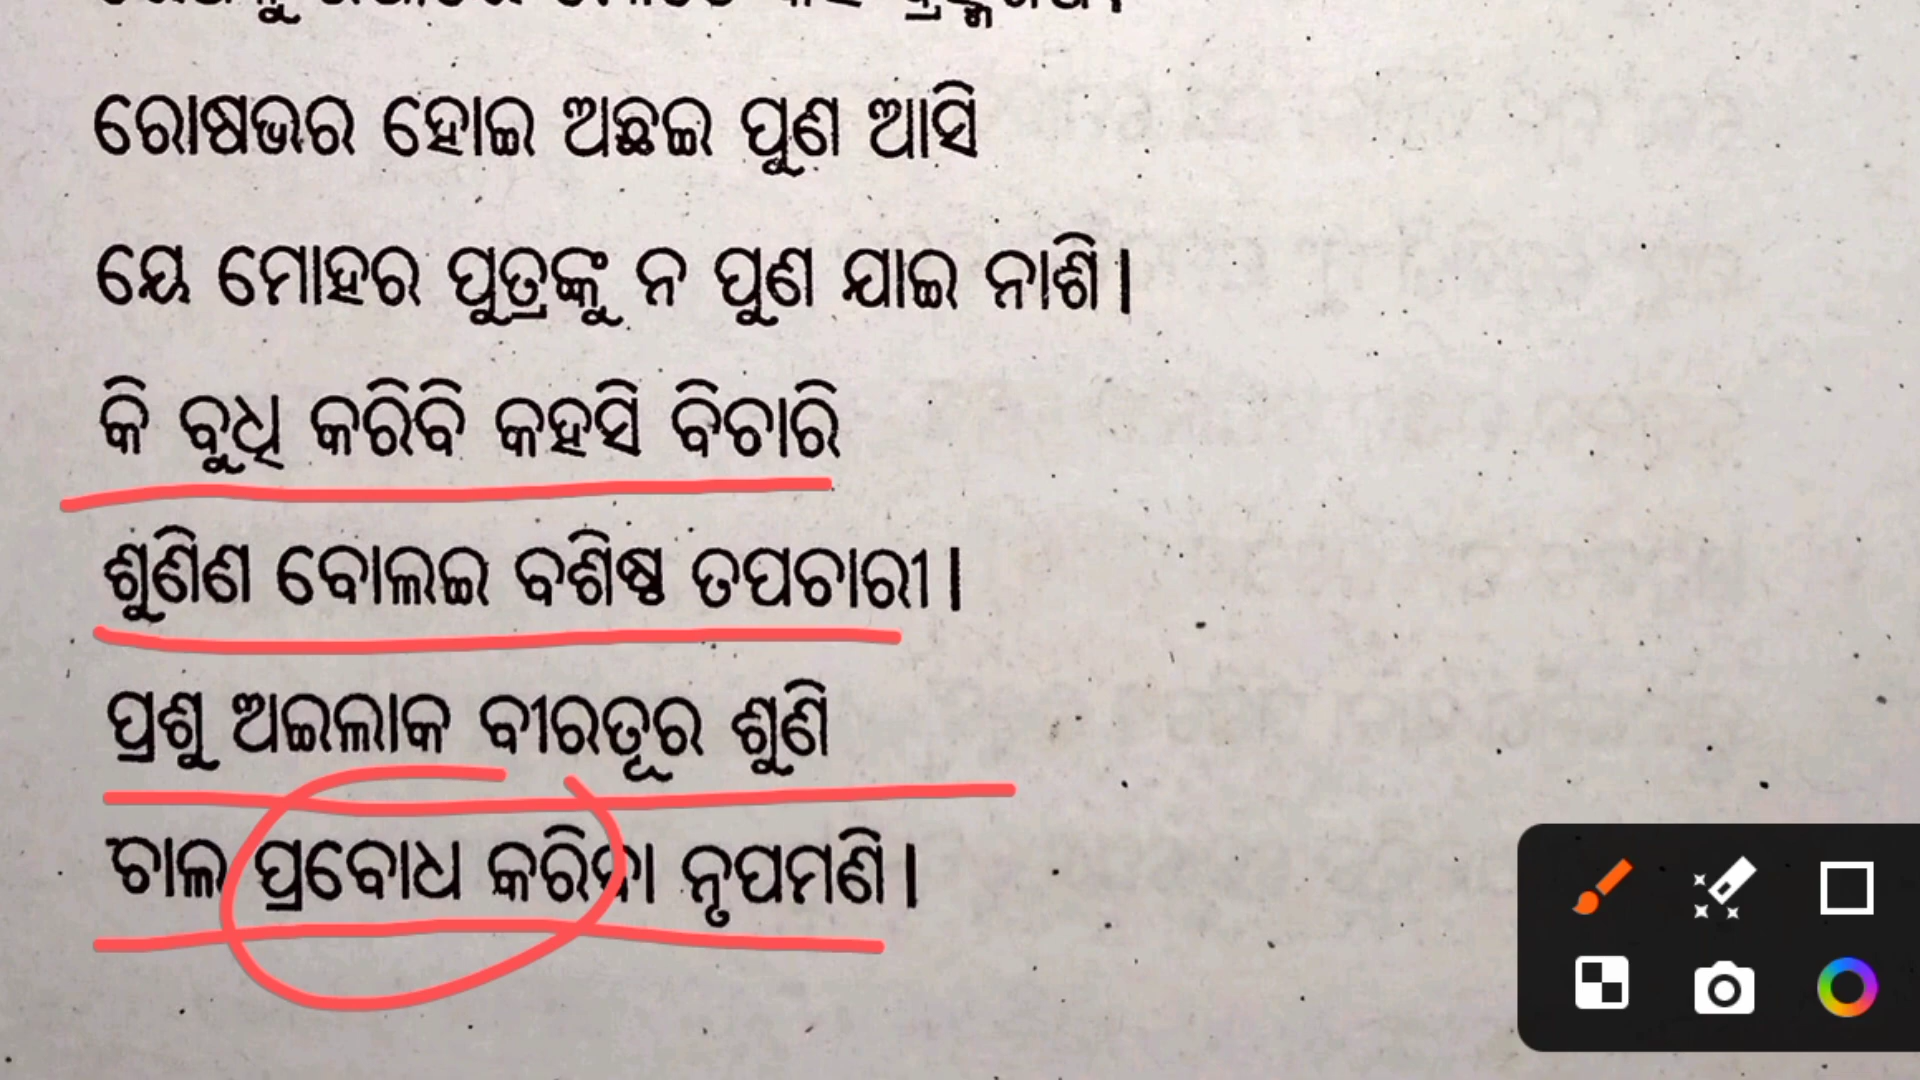 ରୋଷଭର ହୋଇ ଅଛଇ ପୁଣ ଆସି
ୟେ ମୋହର ପୁତ୍ରଙ୍କୁ ନ ପୁଣ ଯାଇ ନାଶି।
କି ବୁଧି କରିବି କହସି ବିଚାରି
ଶୁଣିଣ ବୋଲଇ ବଶିଷ୍ଠ ତପଚାରୀ।
ପ୍ରଶୁ ଅଇଲାକ ବୀରତୂର ଶୁଣି
ଚାଲ ପ୍ରବୋଧ କରିବା ନୃପମଣି।